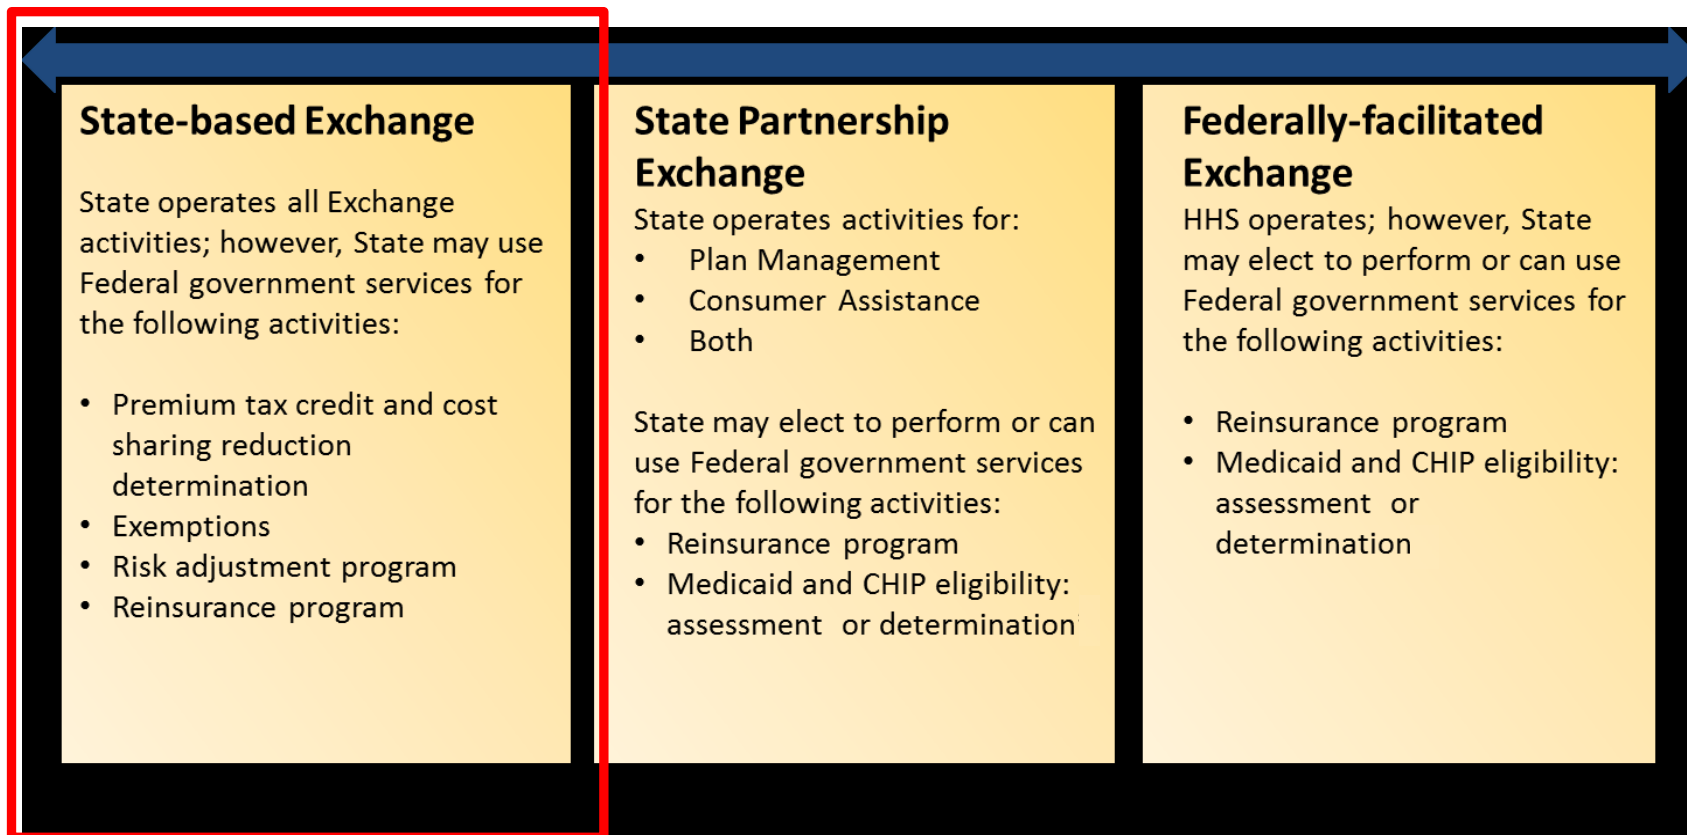 State-based Exchange
State operates all Exchange
activities; however, State may use
Federal government services for
the following activities:
• Premium tax credit and cost
sharing reduction
determination
• Exemptions
• Risk adjustment program
• Reinsurance program
State Partnership
Exchange
State operates activities for:
• Plan Management
• Consumer Assistance
• Both
State may elect to perform or can
use Federal government services
for the following activities:
• Reinsurance program
• Medicaid and CHIP eligibility:
assessment or determination
Federally-facilitated
Exchange
HHS operates; however, State
may elect to perform or can use
Federal government services for
the following activities:
• Reinsurance program
• Medicaid and CHIP eligibility:
assessment or
determination